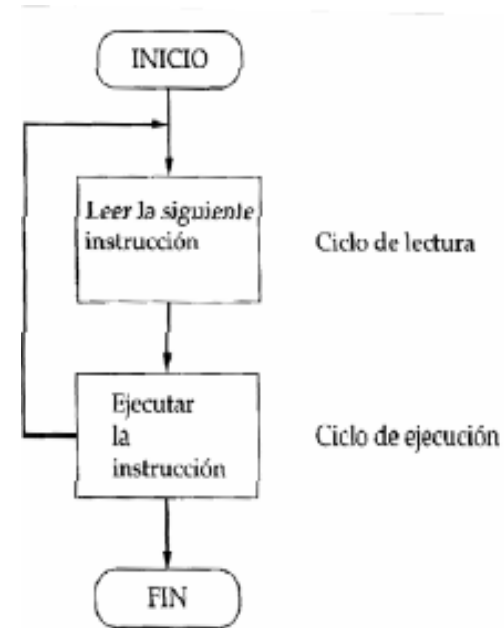 INICIO
Leer la siguiente
instrucción
Ciclo de lectura
Ejecutar
la
instrucción
Ciclo de ejecución
FIN